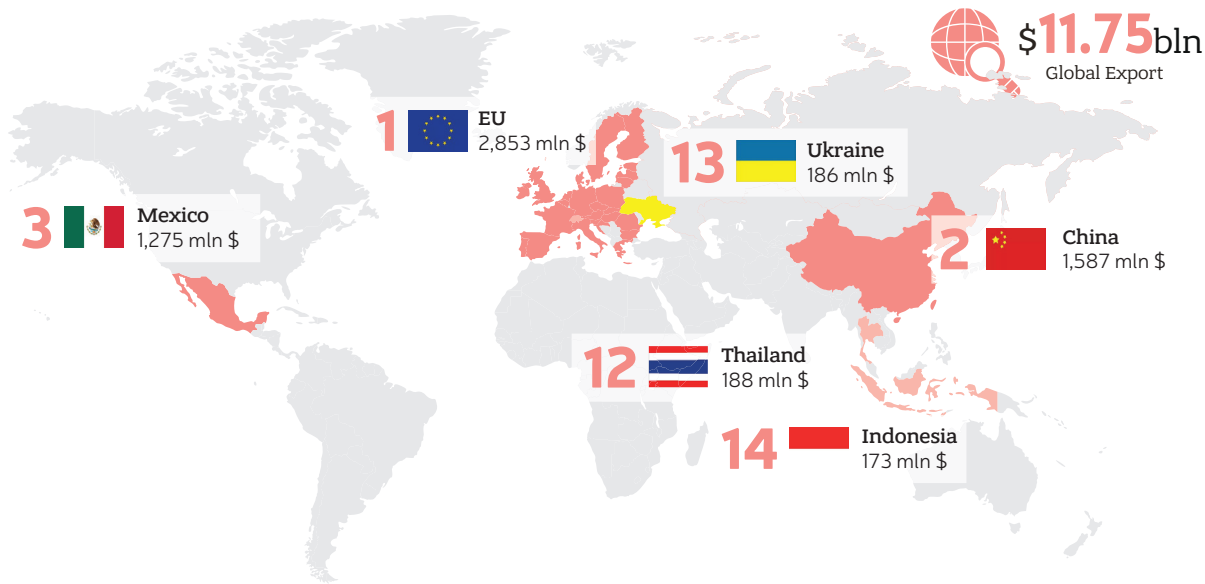 $11.75bln
Global Export
1
EU
2,853 mln $
13
Ukraine
186 mln $
3
Mexico
1,275 mln $
2
China
1,587 mln $
12
Thailand
188 mln $
14
Indonesia
173 mln $